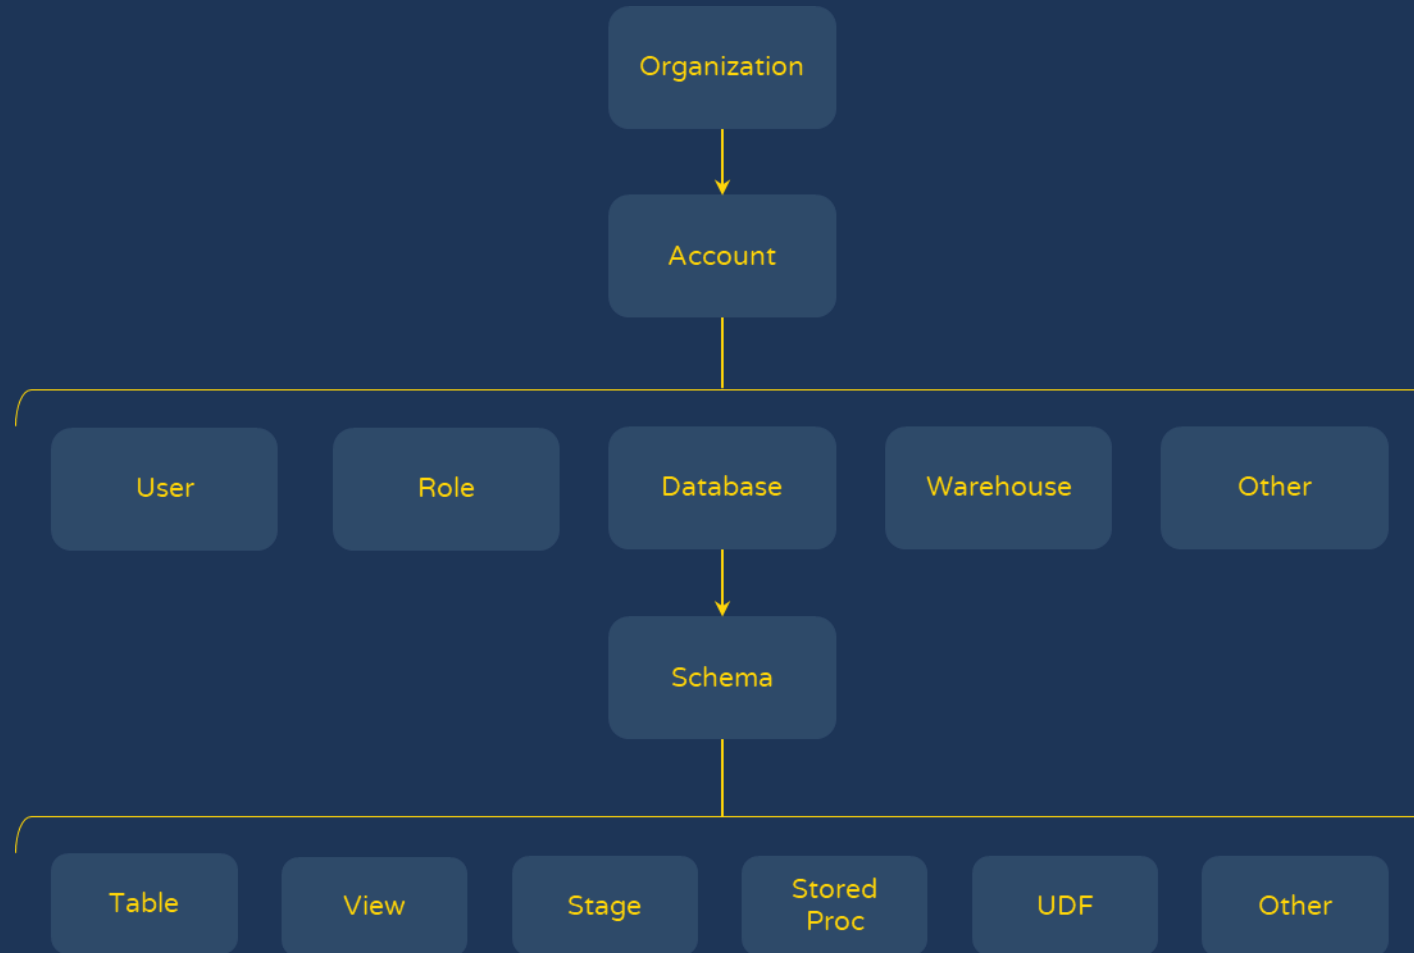 Organization
Account
User
Role
Database
Warehouse
Other
Schema
Table
View
Stage
Stored
Proc
UDF
Other